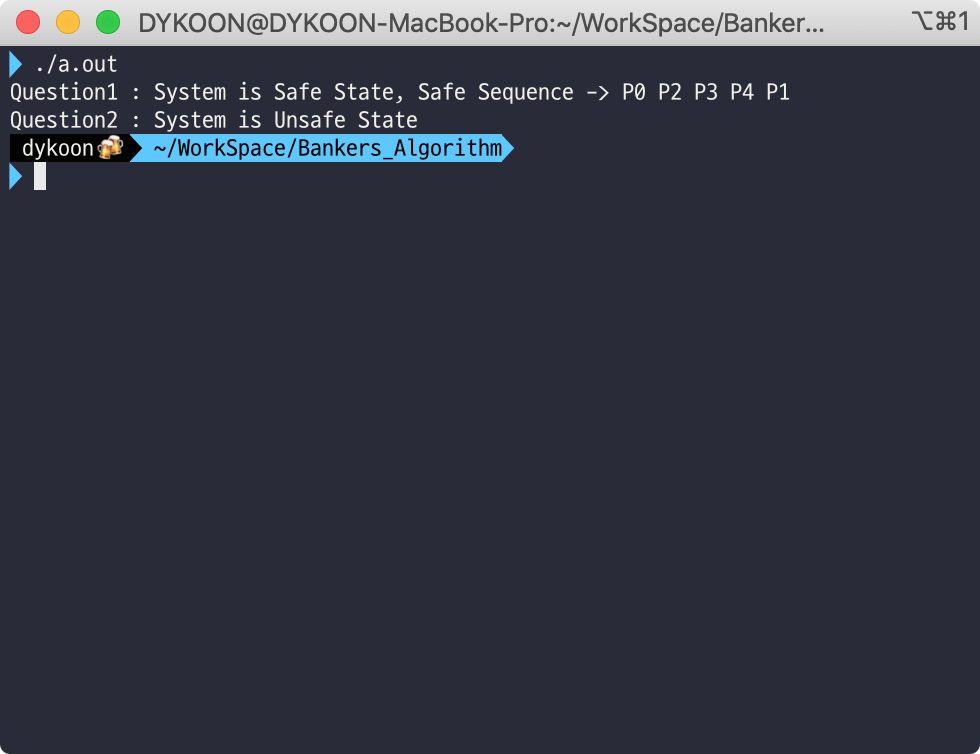 DYKOON@DYKOON-MacBook-Pro:~/WorkSpace/Banker... ⌥⌘1
./a.out
Question1 : System is Safe State, Safe Sequence -> P0 P2 P3 P4 P1
Question2 : System is Unsafe State
dykoon🍻 ~/WorkSpace/Bankers_Algorithm